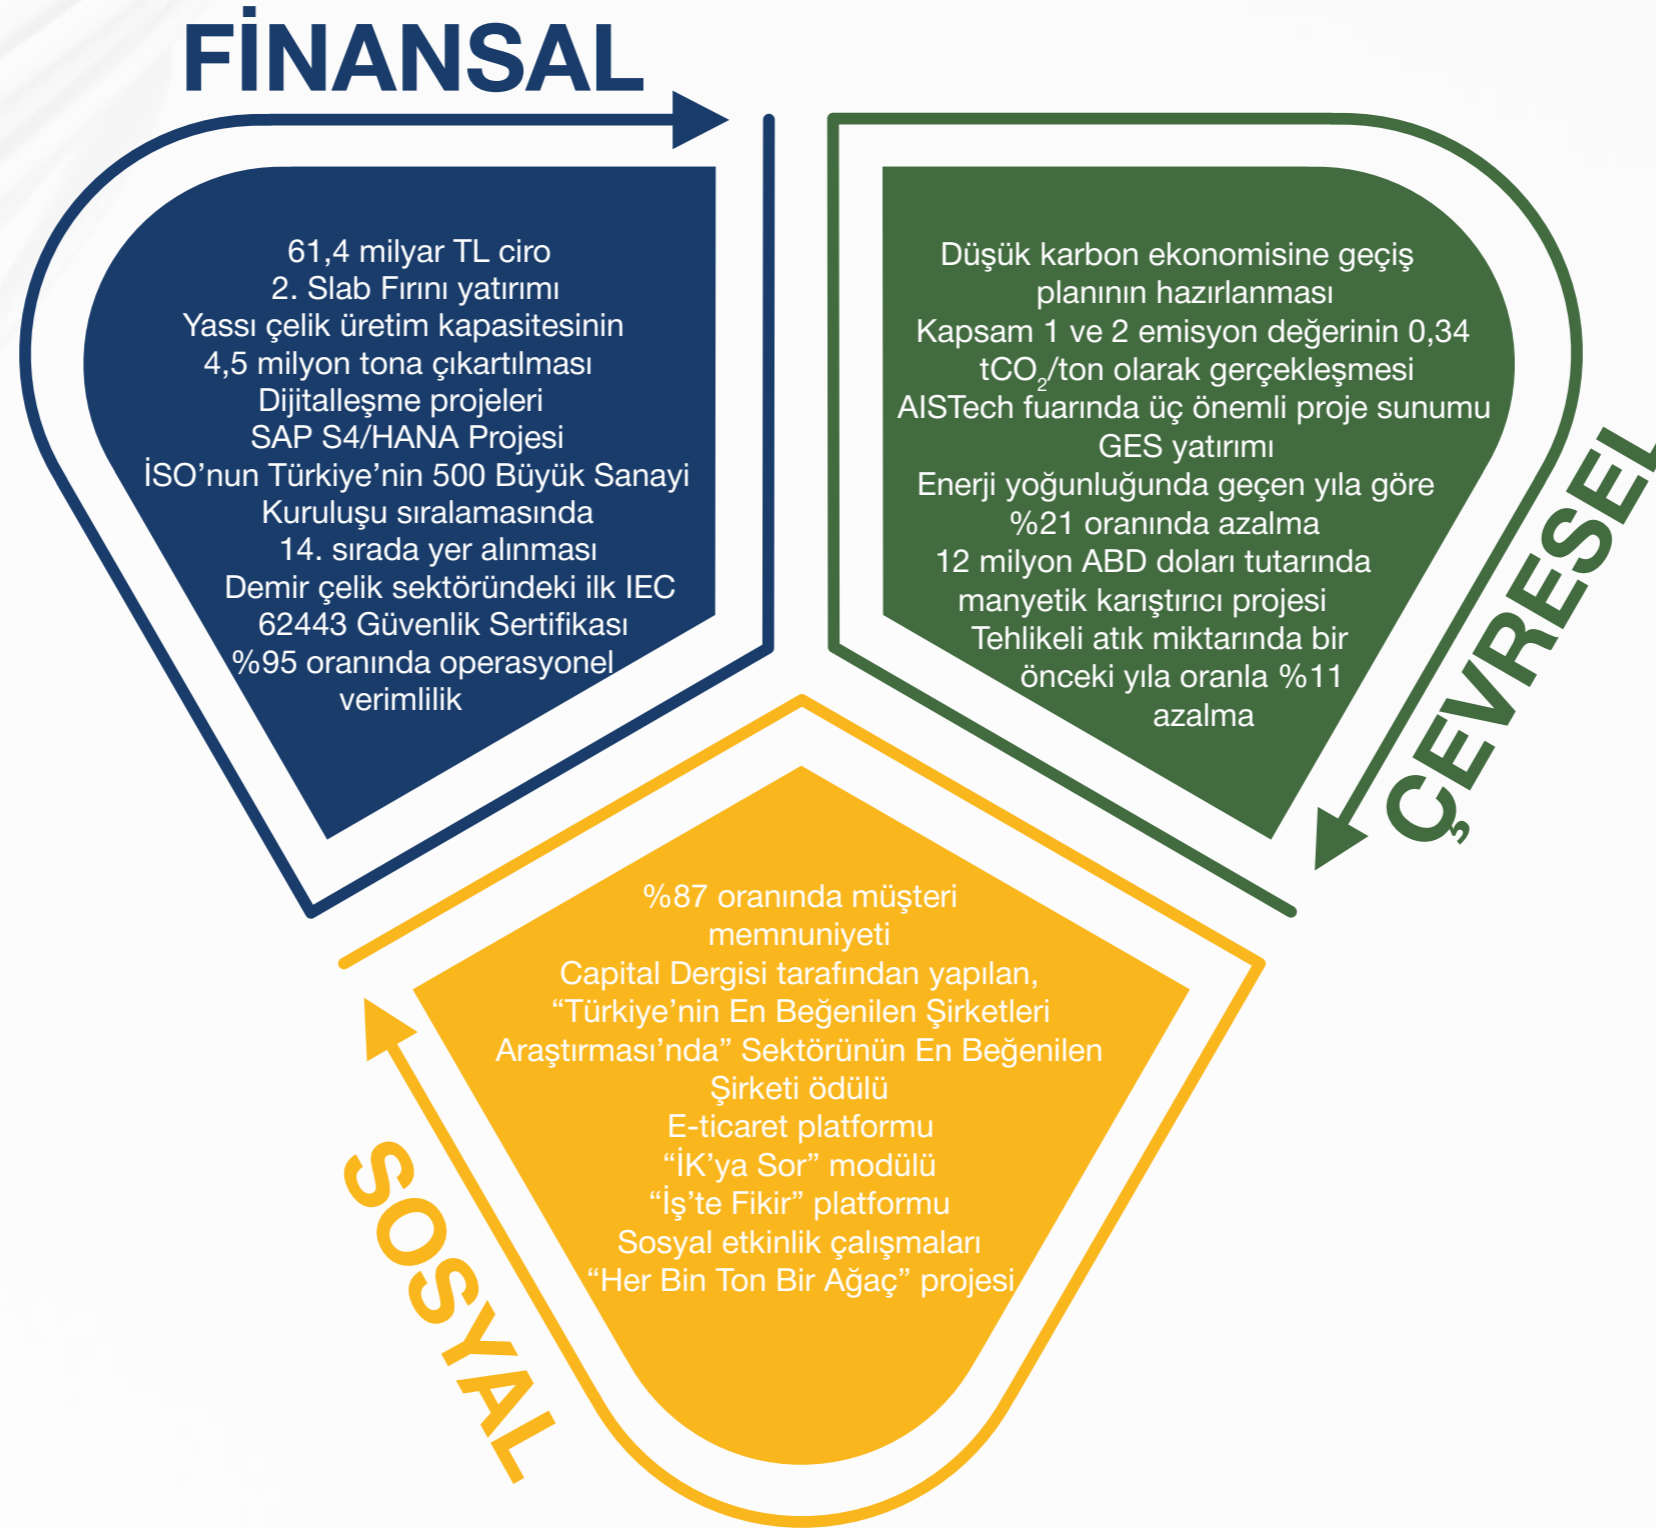 FİNANSAL
61,4 milyar TL ciro
2. Slab Fırını yatırımı
Yassı çelik üretim kapasitesinin
4,5 milyon tona çıkartılması
Dijitalleşme projeleri
SAP S4/HANA Projesi
İSO’nun Türkiye’nin 500 Büyük Sanayi
Kuruluşu sıralamasında
14. sırada yer alınması
Demir çelik sektöründeki ilk IEC
62443 Güvenlik Sertifikası
%95 oranında operasyonel
verimlilik
ÇEVRESEL
Düşük karbon ekonomisine geçiş
planının hazırlanması
Kapsam 1 ve 2 emisyon değerinin 0,34
tCO₂/ton olarak gerçekleşmesi
AISTech fuarında üç önemli proje sunumu
GES yatırımı
Enerji yoğunluğunda geçen yıla göre
%21 oranında azalma
12 milyon ABD doları tutarında
manyetik karıştırıcı projesi
Tehlikeli atık miktarında bir
önceki yıla oranla %11
azalma
SOSYAL
%87 oranında müşteri
memnuniyeti
Capital Dergisi tarafından yapılan,
“Türkiye’nin En Beğenilen Şirketleri
Araştırması’nda” Sektörünün En Beğenilen
Şirketi ödülü
E-ticaret platformu
“İK’ya Sor” modülü
“İş’te Fikir” platformu
Sosyal etkinlik çalışmaları
“Her Bin Ton Bir Ağaç” projesi